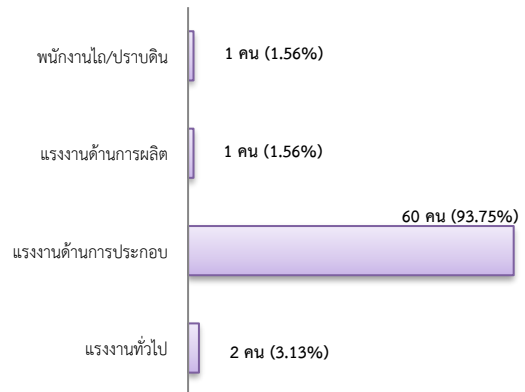 พนักงานไถ/ปราบดิน 1 คน (1.56%)
แรงงานด้านการผลิต 1 คน (1.56%)
60 คน (93.75%)
แรงงานด้านการประกอบ
แรงงานทั่วไป 2 คน (3.13%)